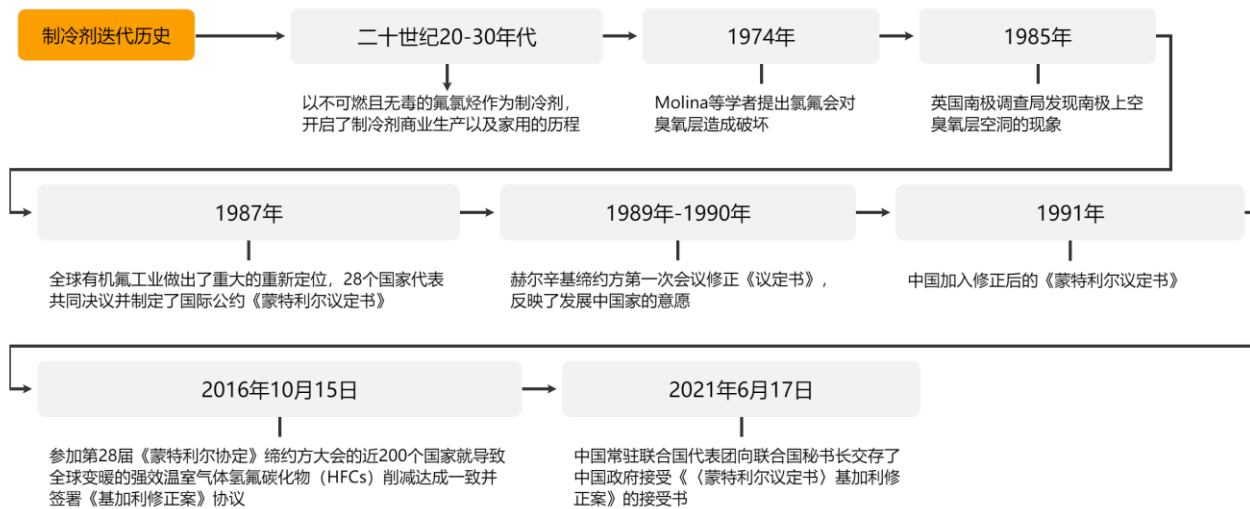 制冷剂迭代历史
二十世纪20-30年代
1974年
1985年
以不可燃且无毒的氟氯烃作为制冷剂，
开启了制冷剂商业生产以及家用的历程
Molina等学者提出氯氟会对
臭氧层造成破坏
英国南极调查局发现南极上空
臭氧层空洞的现象
1987年
1989年-1990年
1991年
全球有机氟工业做出了重大的重新定位，28个国家代表
共同决议并制定了国际公约《蒙特利尔议定书》
赫尔辛基缔约方第一次会议修正《议定书》，
反映了发展中国家的意愿
中国加入修正后的《蒙特利尔议定书》
2016年10月15日
2021年6月17日
参加第28届《蒙特利尔协定》缔约方大会的近200个国家就导致
全球变暖的强效温室气体氢氟碳化物（HFCs）削减达成一致并
签署《基加利修正案》协议
中国常驻联合国代表团向联合国秘书长交存了
中国政府接受《〈蒙特利尔议定书〉基加利修
正案》的接受书